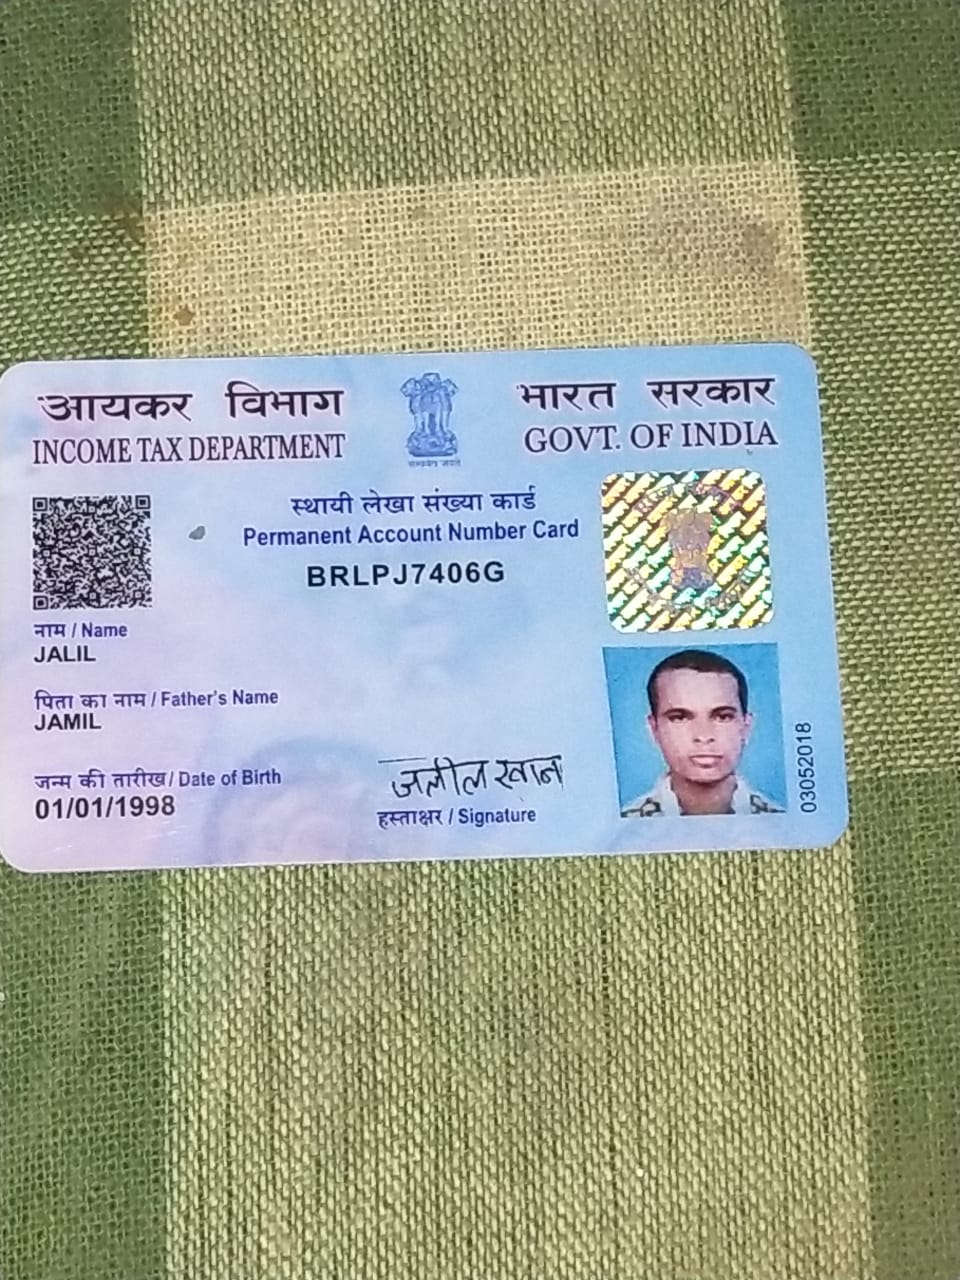 आयकर विभाग
INCOME TAX DEPARTMENT
भारत सरकार
GOVT. OF INDIA
सत्यमेव जयते
स्थायी लेखा संख्या कार्ड
Permanent Account Number Card
BRLPJ7406G
नाम / Name
JALIL
पिता का नाम / Father's Name
JAMIL
जन्म की तारीख / Date of Birth
01/01/1998
जलील खान
हस्ताक्षर / Signature
03052018